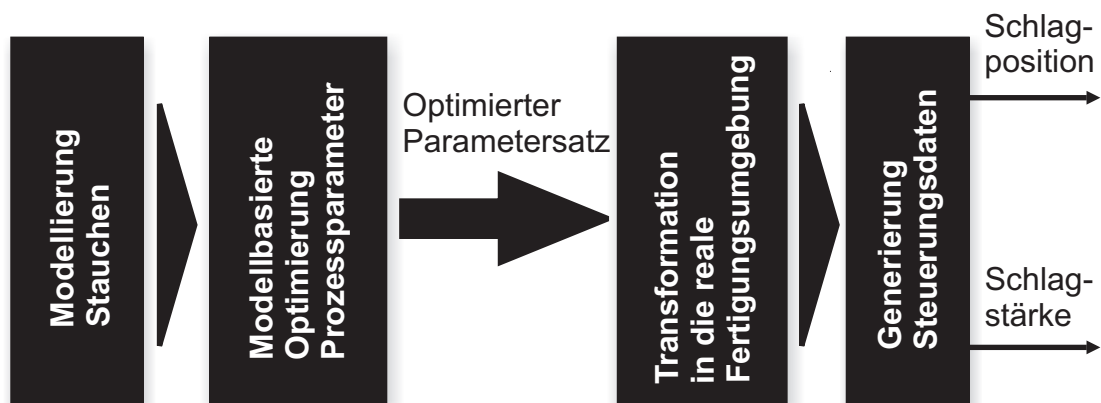 Modellierung
Stauchen
Modellbasierte
Optimierung
Prozessparameter
Optimierter
Parametersatz
Transformation
in die reale
Fertigungsumgebung
Generierung
Steuerungsdaten
Schlag-
position
Schlag-
stärke